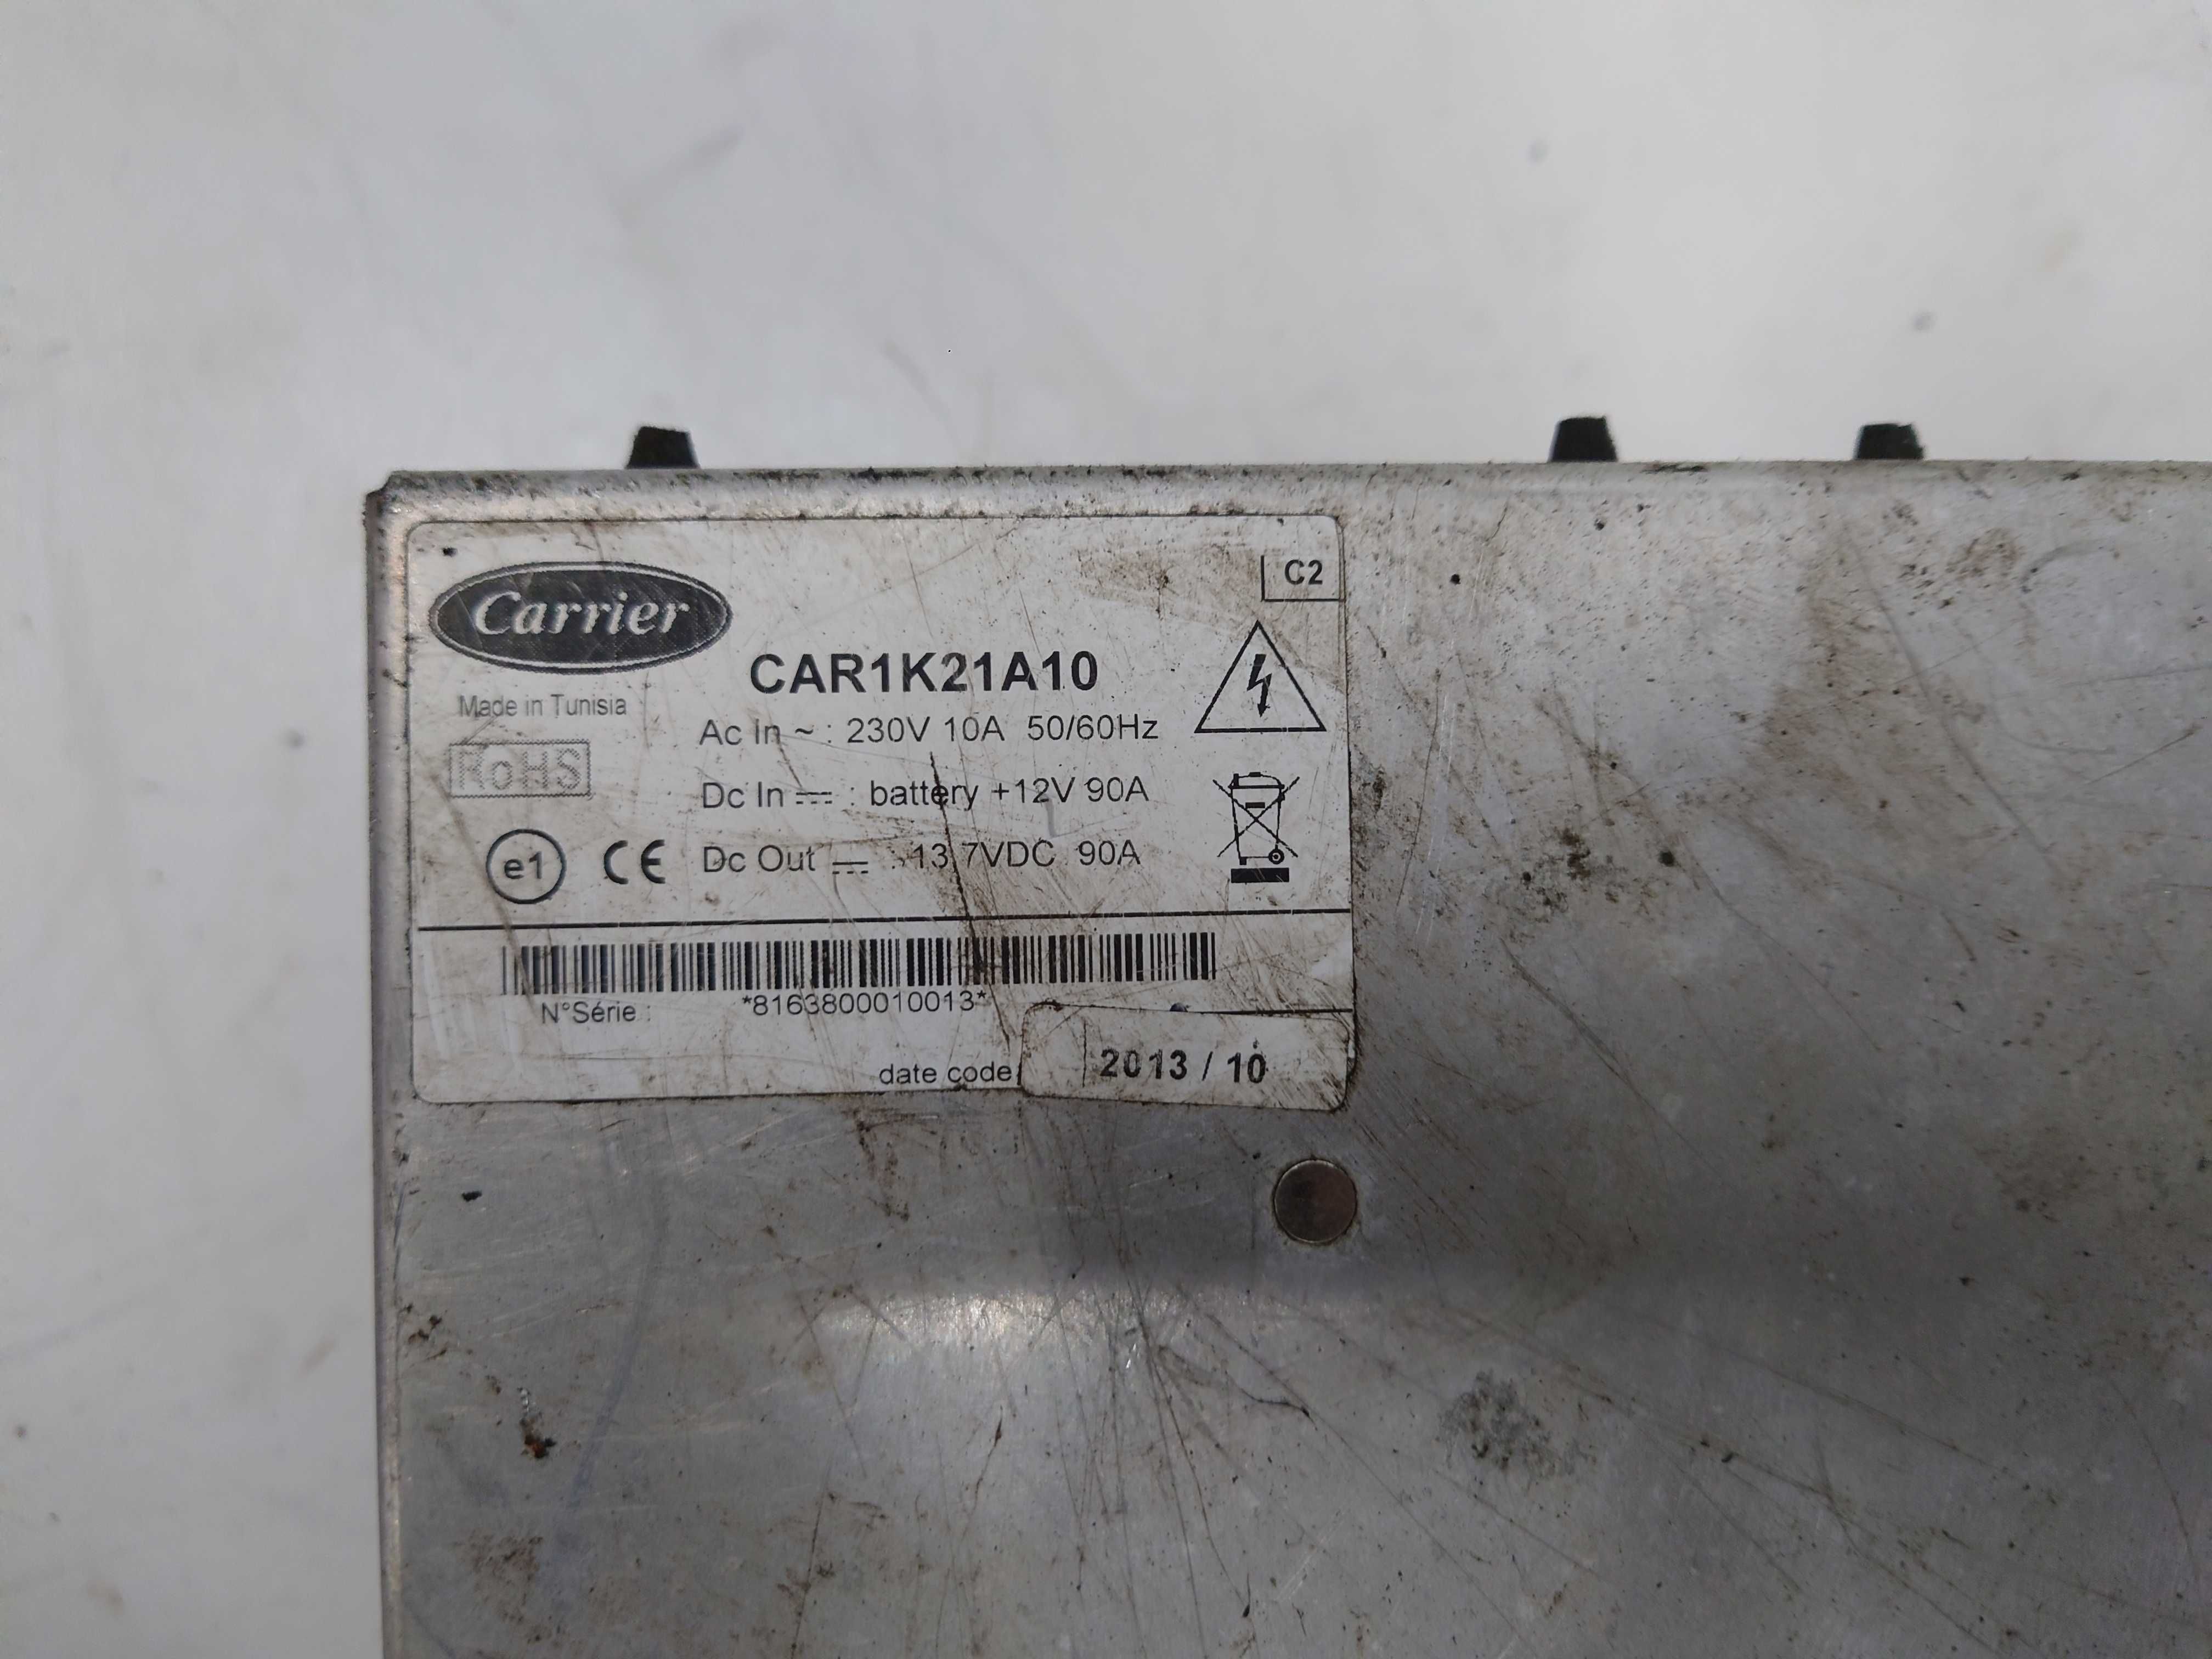 C2
Carrier
CAR1K21A10
Made in Tunisia
Ac In ~ : 230V 10A 50/60Hz
RoHS
Dc In ⎓ : battery +12V 90A
e1 CE Dc Out ⎓ : 13,7VDC 90A
N°Série : *8163800010013*
date code: 2013 / 10